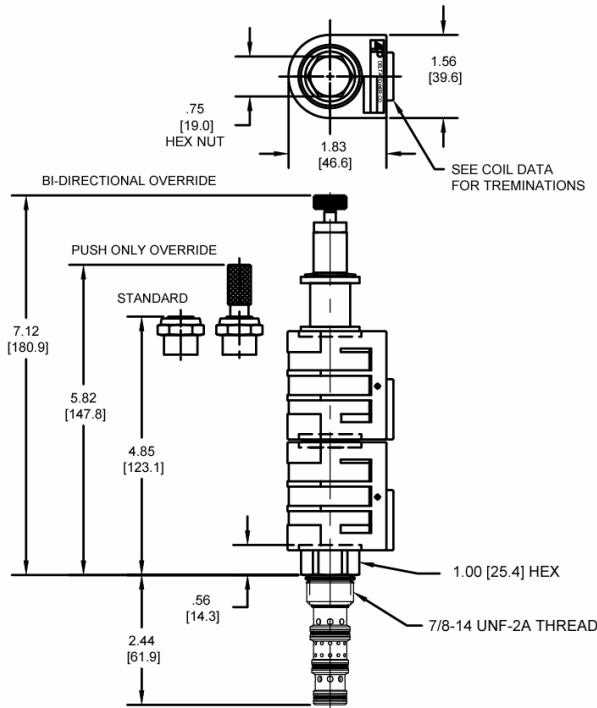 1.56
[39.6]
.75
[19.0]
HEX NUT
1.83
[46.6]
SEE COIL DATA
FOR TREMINATIONS
BI-DIRECTIONAL OVERRIDE
PUSH ONLY OVERRIDE
STANDARD
7.12
[180.9]
5.82
[147.8]
4.85
[123.1]
1.00 [25.4] HEX
.56
[14.3]
7/8-14 UNF-2A THREAD
2.44
[61.9]